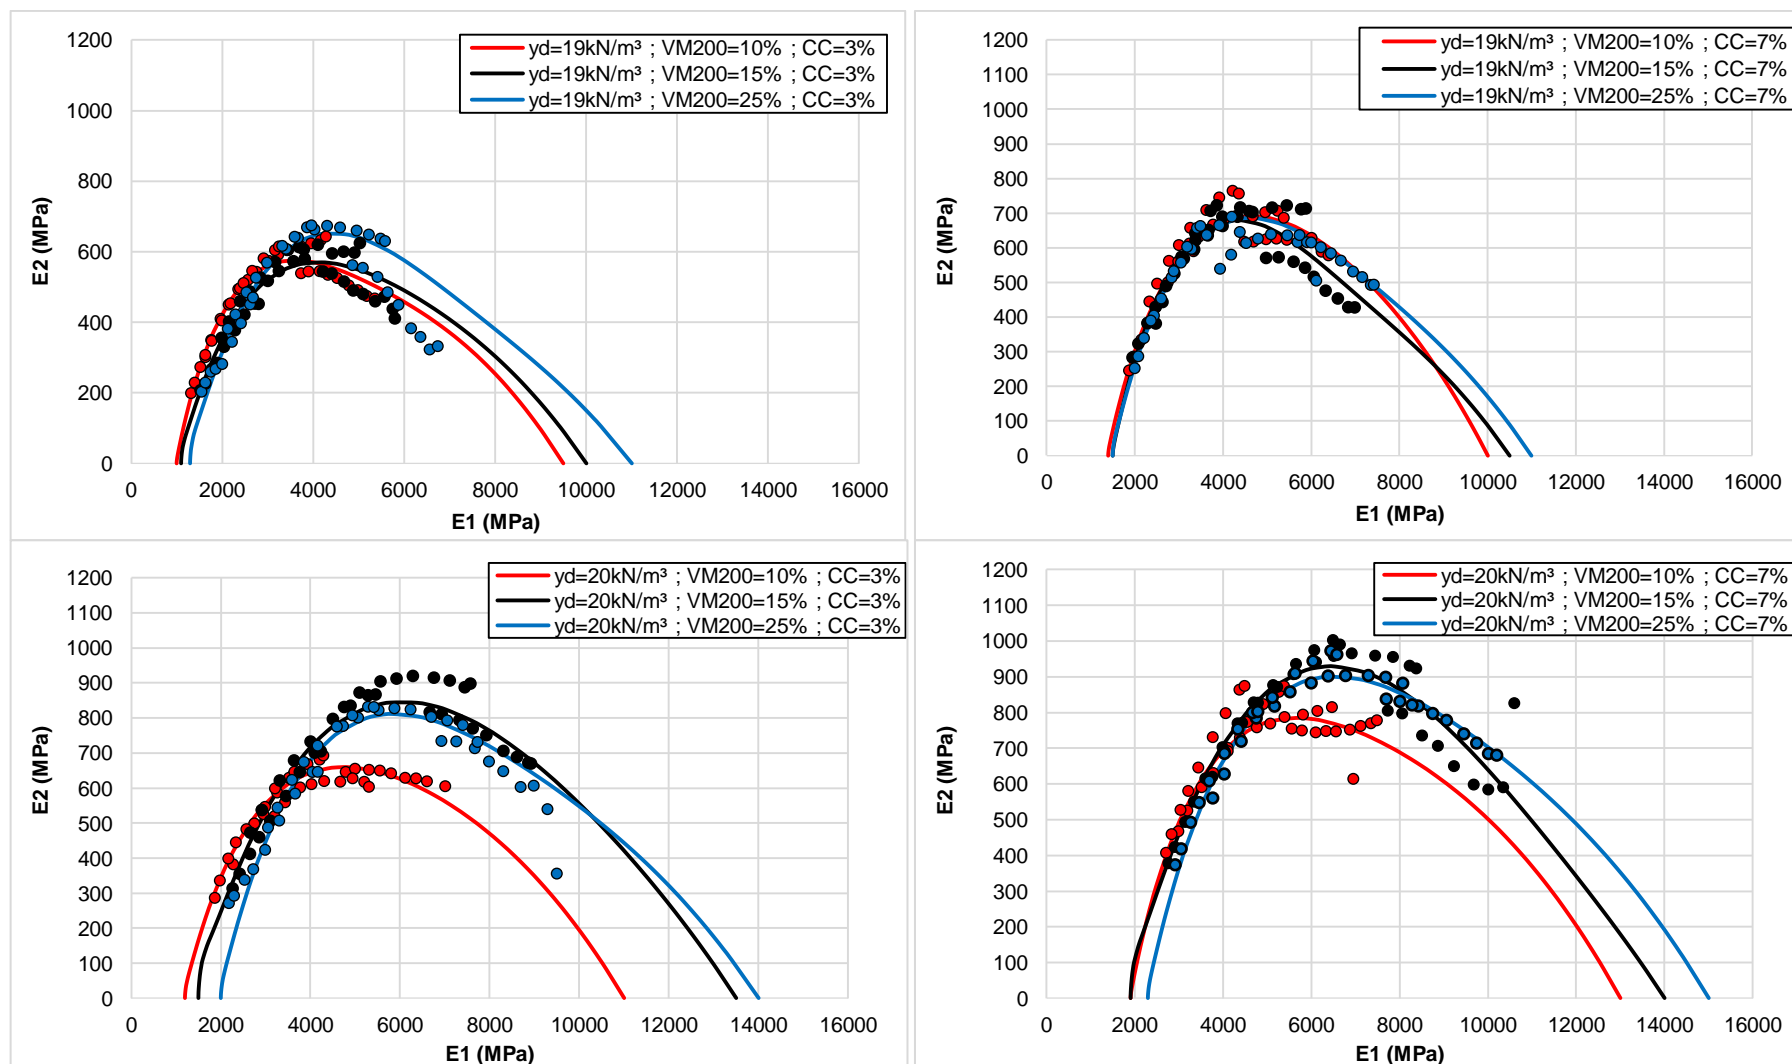 1200
1000
800
600
400
200
0
E2 (MPa)
yd=19kN/m³ ; VM200=10% ; CC=3%
yd=19kN/m³ ; VM200=15% ; CC=3%
yd=19kN/m³ ; VM200=25% ; CC=3%
0 2000 4000 6000 8000 10000 12000 14000 16000
E1 (MPa)
1200
1100
1000
900
800
700
600
500
400
300
200
100
0
E2 (MPa)
yd=19kN/m³ ; VM200=10% ; CC=7%
yd=19kN/m³ ; VM200=15% ; CC=7%
yd=19kN/m³ ; VM200=25% ; CC=7%
0 2000 4000 6000 8000 10000 12000 14000 16000
E1 (MPa)
1200
1100
1000
900
800
700
600
500
400
300
200
100
0
E2 (MPa)
yd=20kN/m³ ; VM200=10% ; CC=3%
yd=20kN/m³ ; VM200=15% ; CC=3%
yd=20kN/m³ ; VM200=25% ; CC=3%
0 2000 4000 6000 8000 10000 12000 14000 16000
E1 (MPa)
1200
1100
1000
900
800
700
600
500
400
300
200
100
0
E2 (MPa)
yd=20kN/m³ ; VM200=10% ; CC=7%
yd=20kN/m³ ; VM200=15% ; CC=7%
yd=20kN/m³ ; VM200=25% ; CC=7%
0 2000 4000 6000 8000 10000 12000 14000 16000
E1 (MPa)